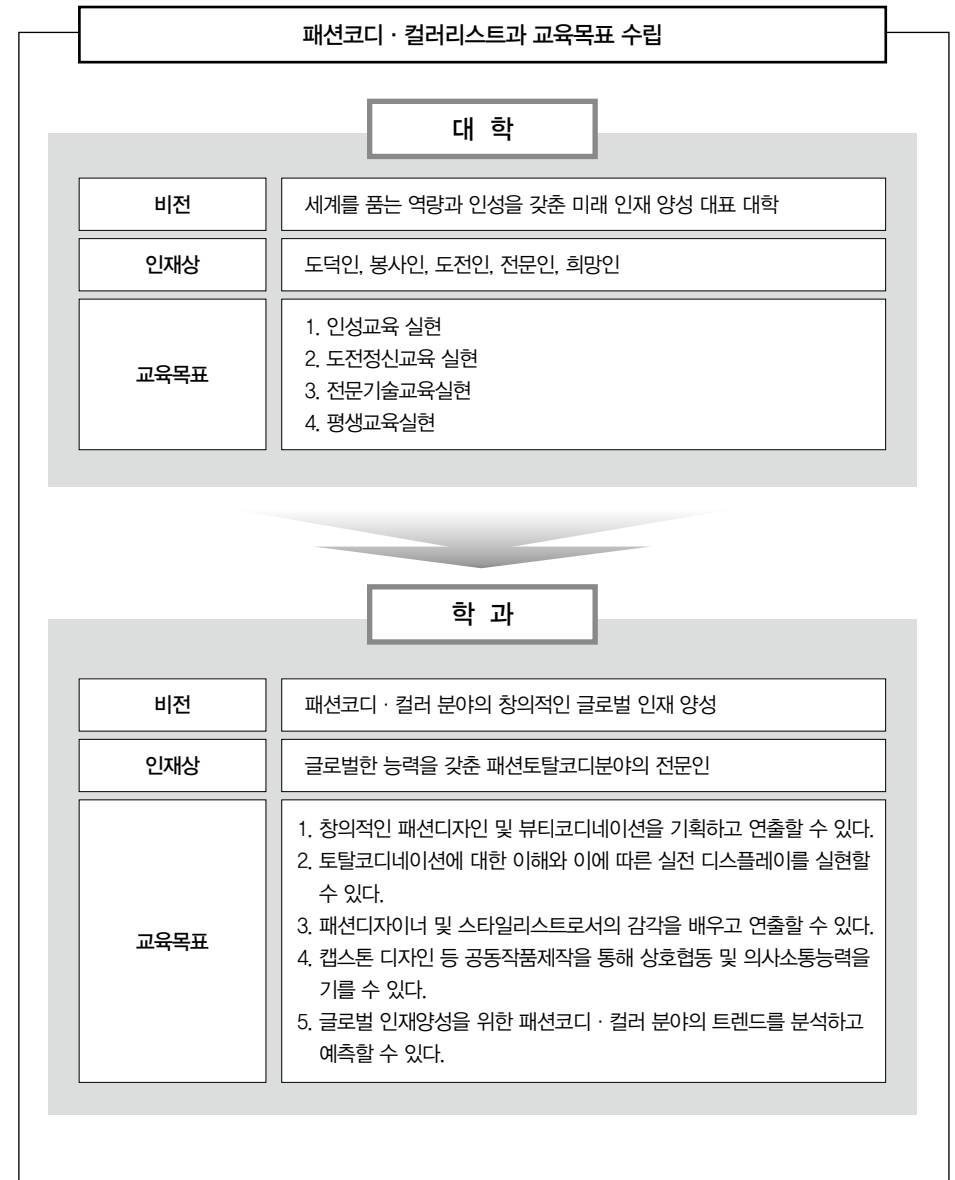 패션코디 · 컬러리스트과 교육목표 수립
대 학
비전
세계를 품는 역량과 인성을 갖춘 미래 인재 양성 대표 대학
인재상
도덕인, 봉사인, 도전인, 전문인, 희망인
교육목표
1. 인성교육 실현
2. 도전정신교육 실현
3. 전문기술교육실현
4. 평생교육실현
학 과
비전
패션코디 · 컬러 분야의 창의적인 글로벌 인재 양성
인재상
글로벌한 능력을 갖춘 패션토탈코디분야의 전문인
교육목표
1. 창의적인 패션디자인 및 뷰티코디네이션을 기획하고 연출할 수 있다.
2. 토탈코디네이션에 대한 이해와 이에 따른 실전 디스플레이를 실현할
수 있다.
3. 패션디자이너 및 스타일리스트로서의 감각을 배우고 연출할 수 있다.
4. 캡스톤 디자인 등 공동작품제작을 통해 상호협동 및 의사소통능력을
기를 수 있다.
5. 글로벌 인재양성을 위한 패션코디 · 컬러 분야의 트렌드를 분석하고
예측할 수 있다.